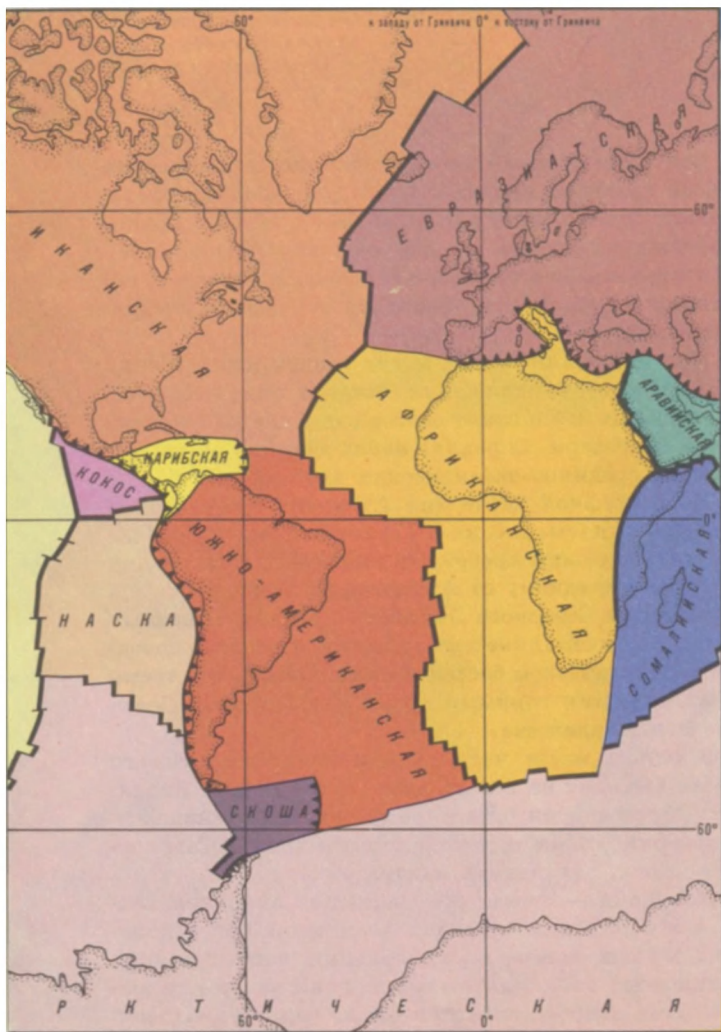 60° к западу от Гринвича 0° к востоку от Гринвича
ЕВРАЗИАТСКАЯ
60° 60°
ИКАНСКАЯ
АФРИКАНСКАЯ
АРАВИЙСКАЯ
КАРИБСКАЯ
КОКОС
0°
ЮЖНО-АМЕРИКАНСКАЯ
НАСКА
СОМАЛИЙСКАЯ
СКОША
60°
РКТИЧЕСКАЯ
60° 0°